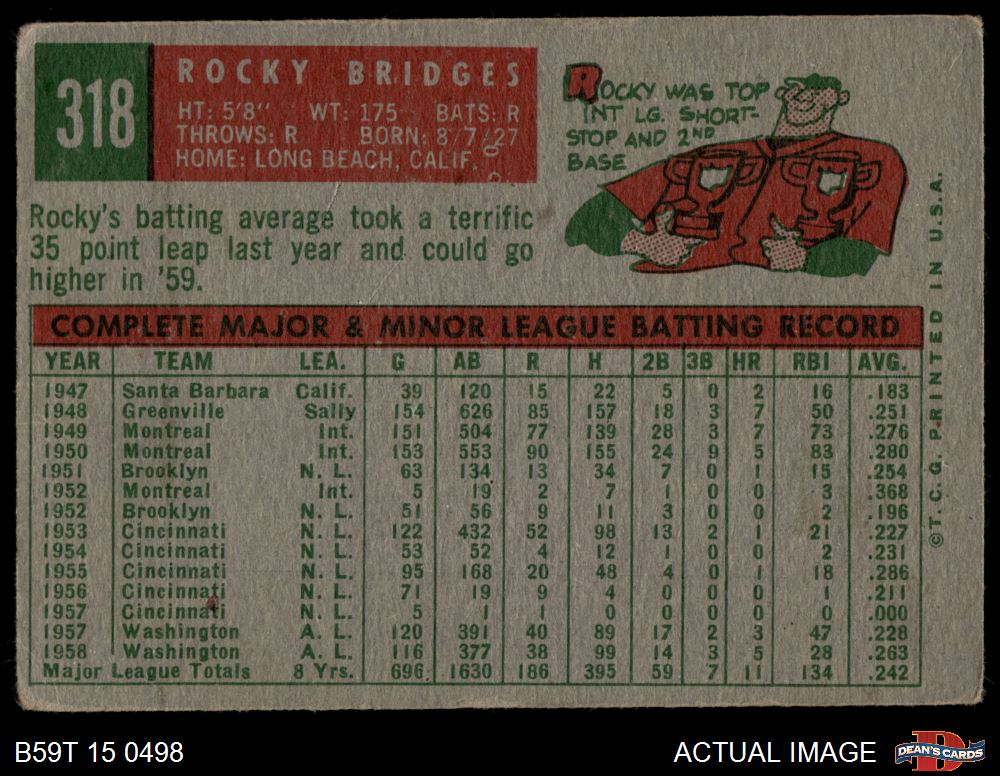 318
ROCKY BRIDGES
HT: 5'8" WT: 175 BATS: R
THROWS: R BORN: 8/7/27
HOME: LONG BEACH, CALIF.
ROCKY WAS TOP
INT LG. SHORT-
STOP AND 2ND
BASE
Rocky's batting average took a terrific
35 point leap last year and could go
higher in '59.
COMPLETE MAJOR & MINOR LEAGUE BATTING RECORD
YEAR TEAM LEA. G AB R H 2B 3B HR RBI AVG.
1947 Santa Barbara Calif. 39 120 15 22 5 0 2 16 .183
1948 Greenville Sally 154 626 85 157 18 3 7 50 .251
1949 Montreal Int. 151 504 77 139 28 3 7 73 .276
1950 Montreal Int. 153 553 90 155 24 9 5 83 .280
1951 Brooklyn N. L. 63 134 13 34 7 0 1 15 .254
1952 Montreal Int. 5 19 2 7 1 0 0 3 .368
1952 Brooklyn N. L. 51 56 9 11 3 0 0 2 .196
1953 Cincinnati N. L. 122 432 52 98 13 2 1 21 .227
1954 Cincinnati N. L. 53 52 4 12 1 0 0 2 .231
1955 Cincinnati N. L. 95 168 20 48 4 0 1 18 .286
1956 Cincinnati N. L. 71 19 9 4 0 0 0 1 .211
1957 Cincinnati N. L. 5 1 1 0 0 0 0 0 .000
1957 Washington A. L. 120 391 40 89 17 2 3 47 .228
1958 Washington A. L. 116 377 38 99 14 3 5 28 .263
Major League Totals 8 Yrs. 696 1630 186 395 59 7 11 134 .242
©T. C. G. PRINTED IN U.S.A.
B59T 15 0498
ACTUAL IMAGE
DEAN'S CARDS